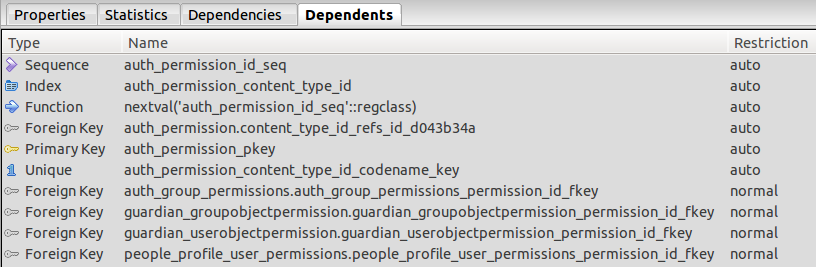 Properties Statistics Dependencies Dependents
Type Name Restriction
Sequence auth_permission_id_seq auto
Index auth_permission_content_type_id auto
Function nextval('auth_permission_id_seq'::regclass) auto
Foreign Key auth_permission.content_type_id_refs_id_d043b34a auto
Primary Key auth_permission_pkey auto
Unique auth_permission_content_type_id_codename_key auto
Foreign Key auth_group_permissions.auth_group_permissions_permission_id_fkey normal
Foreign Key guardian_groupobjectpermission.guardian_groupobjectpermission_permission_id_fkey normal
Foreign Key guardian_userobjectpermission.guardian_userobjectpermission_permission_id_fkey normal
Foreign Key people_profile_user_permissions.people_profile_user_permissions_permission_id_fkey normal